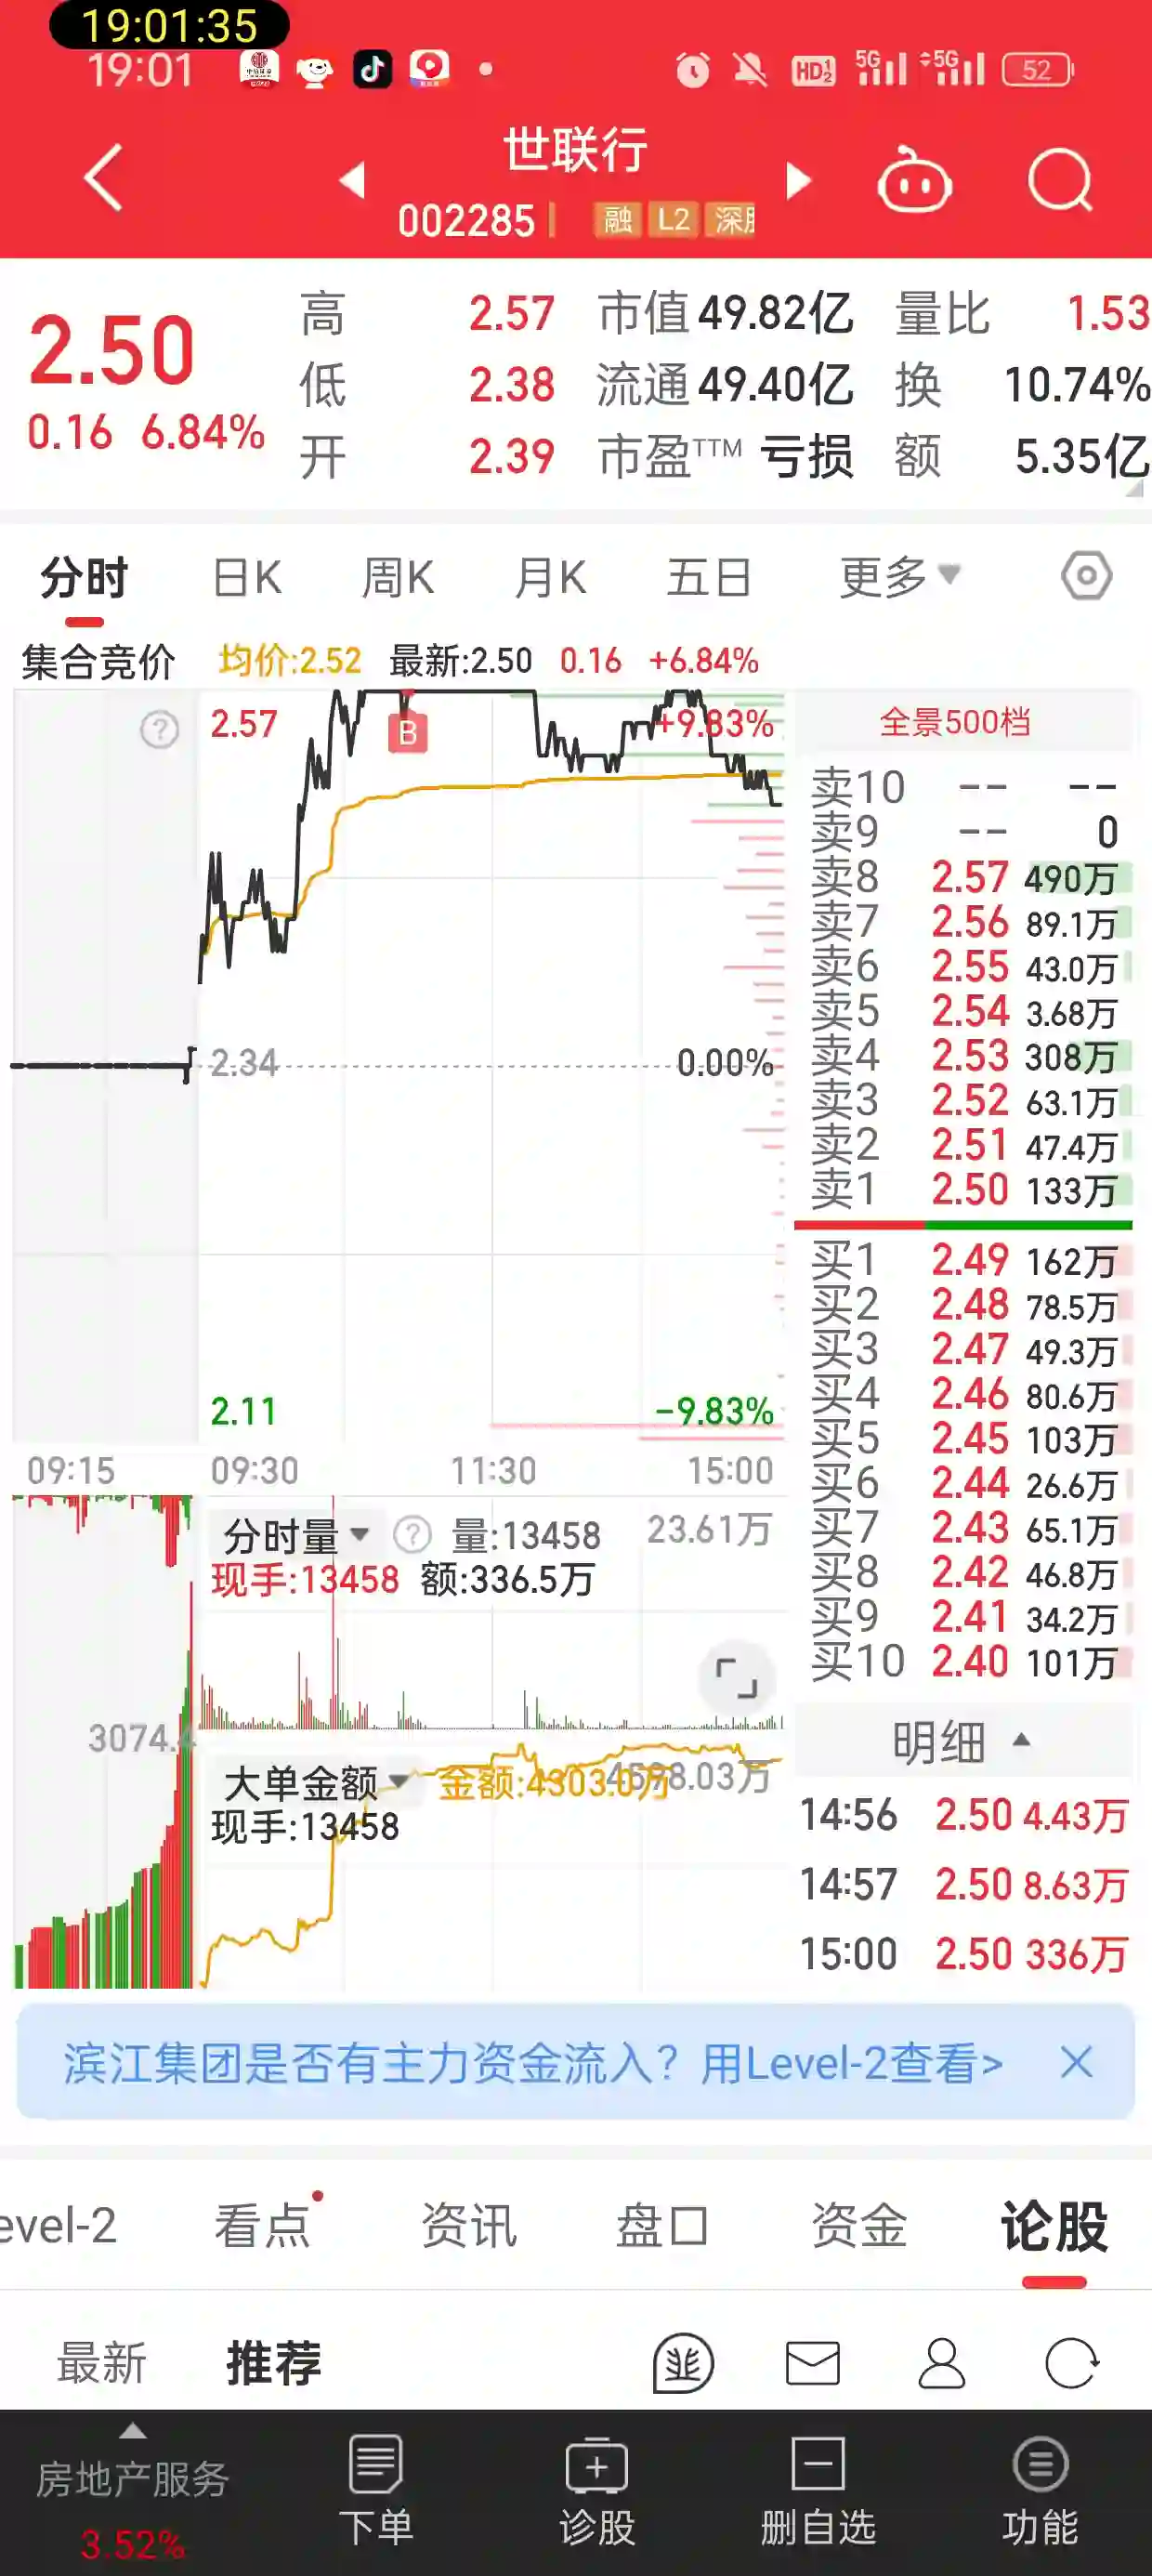 19:01:35
19:01 HD 5G 5G 52
世联行
002285 融 L2
2.50
0.16 6.84%
高 2.57 市值 49.82亿 量比 1.53
低 2.38 流通 49.40亿 换 10.74%
开 2.39 市盈TTM 亏损 额 5.35亿
分时 日K 周K 月K 五日 更多
集合竞价 均价:2.52 最新:2.50 0.16 +6.84%
2.57 +9.83%
B
2.34 0.00%
2.11 -9.83%
09:15 09:30 11:30 15:00
分时量 量:13458 23.61万
现手:13458 额:336.5万
大单金额 金额:4303.0万 4598.03万
现手:13458
全景500档
卖10 -- --
卖9 -- 0
卖8 2.57 490万
卖7 2.56 89.1万
卖6 2.55 43.0万
卖5 2.54 3.68万
卖4 2.53 308万
卖3 2.52 63.1万
卖2 2.51 47.4万
卖1 2.50 133万
买1 2.49 162万
买2 2.48 78.5万
买3 2.47 49.3万
买4 2.46 80.6万
买5 2.45 103万
买6 2.44 26.6万
买7 2.43 65.1万
买8 2.42 46.8万
买9 2.41 34.2万
买10 2.40 101万
明细
14:56 2.50 4.43万
14:57 2.50 8.63万
15:00 2.50 336万
滨江集团是否有主力资金流入？用Level-2查看>
evel-2 看点 资讯 盘口 资金 论股
最新 推荐
房地产服务 下单 诊股 删自选 功能
3.52%